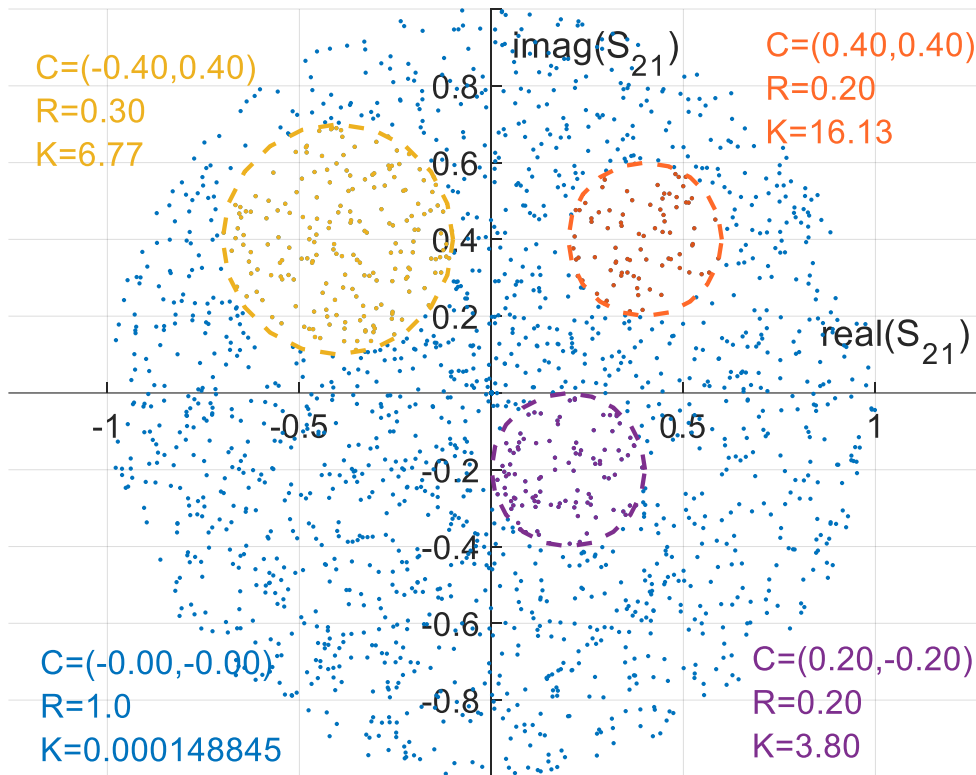 imag(S21)
C=(-0.40,0.40)
R=0.30
K=6.77
C=(0.40,0.40)
R=0.20
K=16.13
0.8
0.6
0.4
0.2
real(S21)
-1
-0.5
0.5
1
-0.2
-0.4
-0.6
-0.8
C=(-0.00,-0.00)
R=1.0
K=0.000148845
C=(0.20,-0.20)
R=0.20
K=3.80